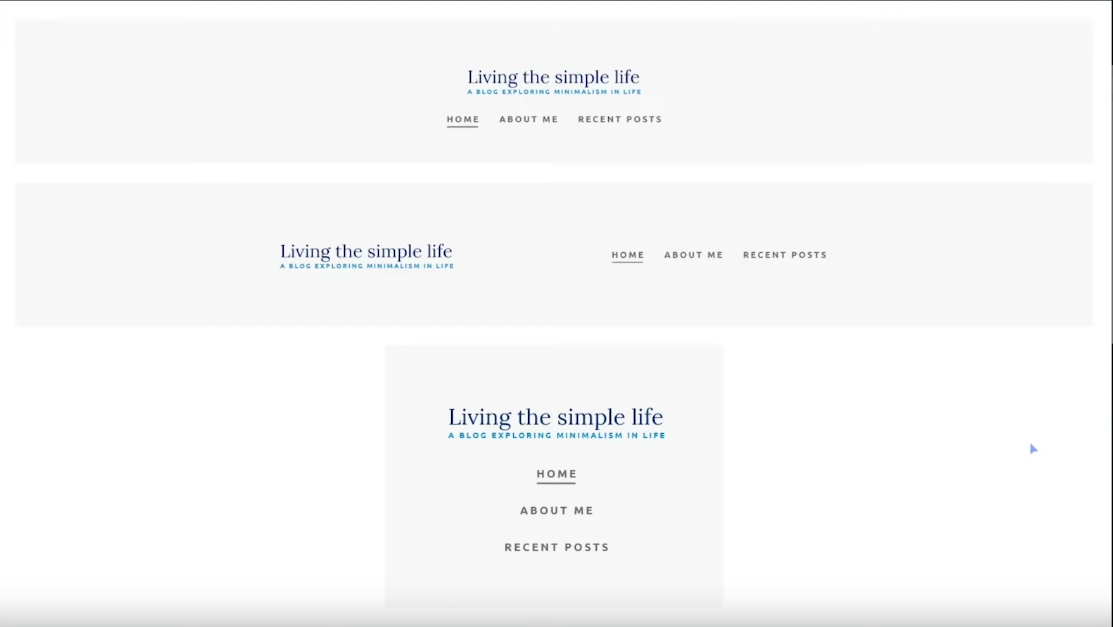 Living the simple life
A BLOG EXPLORING MINIMALISM IN LIFE
HOME ABOUT ME RECENT POSTS
Living the simple life
A BLOG EXPLORING MINIMALISM IN LIFE
HOME ABOUT ME RECENT POSTS
Living the simple life
A BLOG EXPLORING MINIMALISM IN LIFE
HOME
ABOUT ME
RECENT POSTS